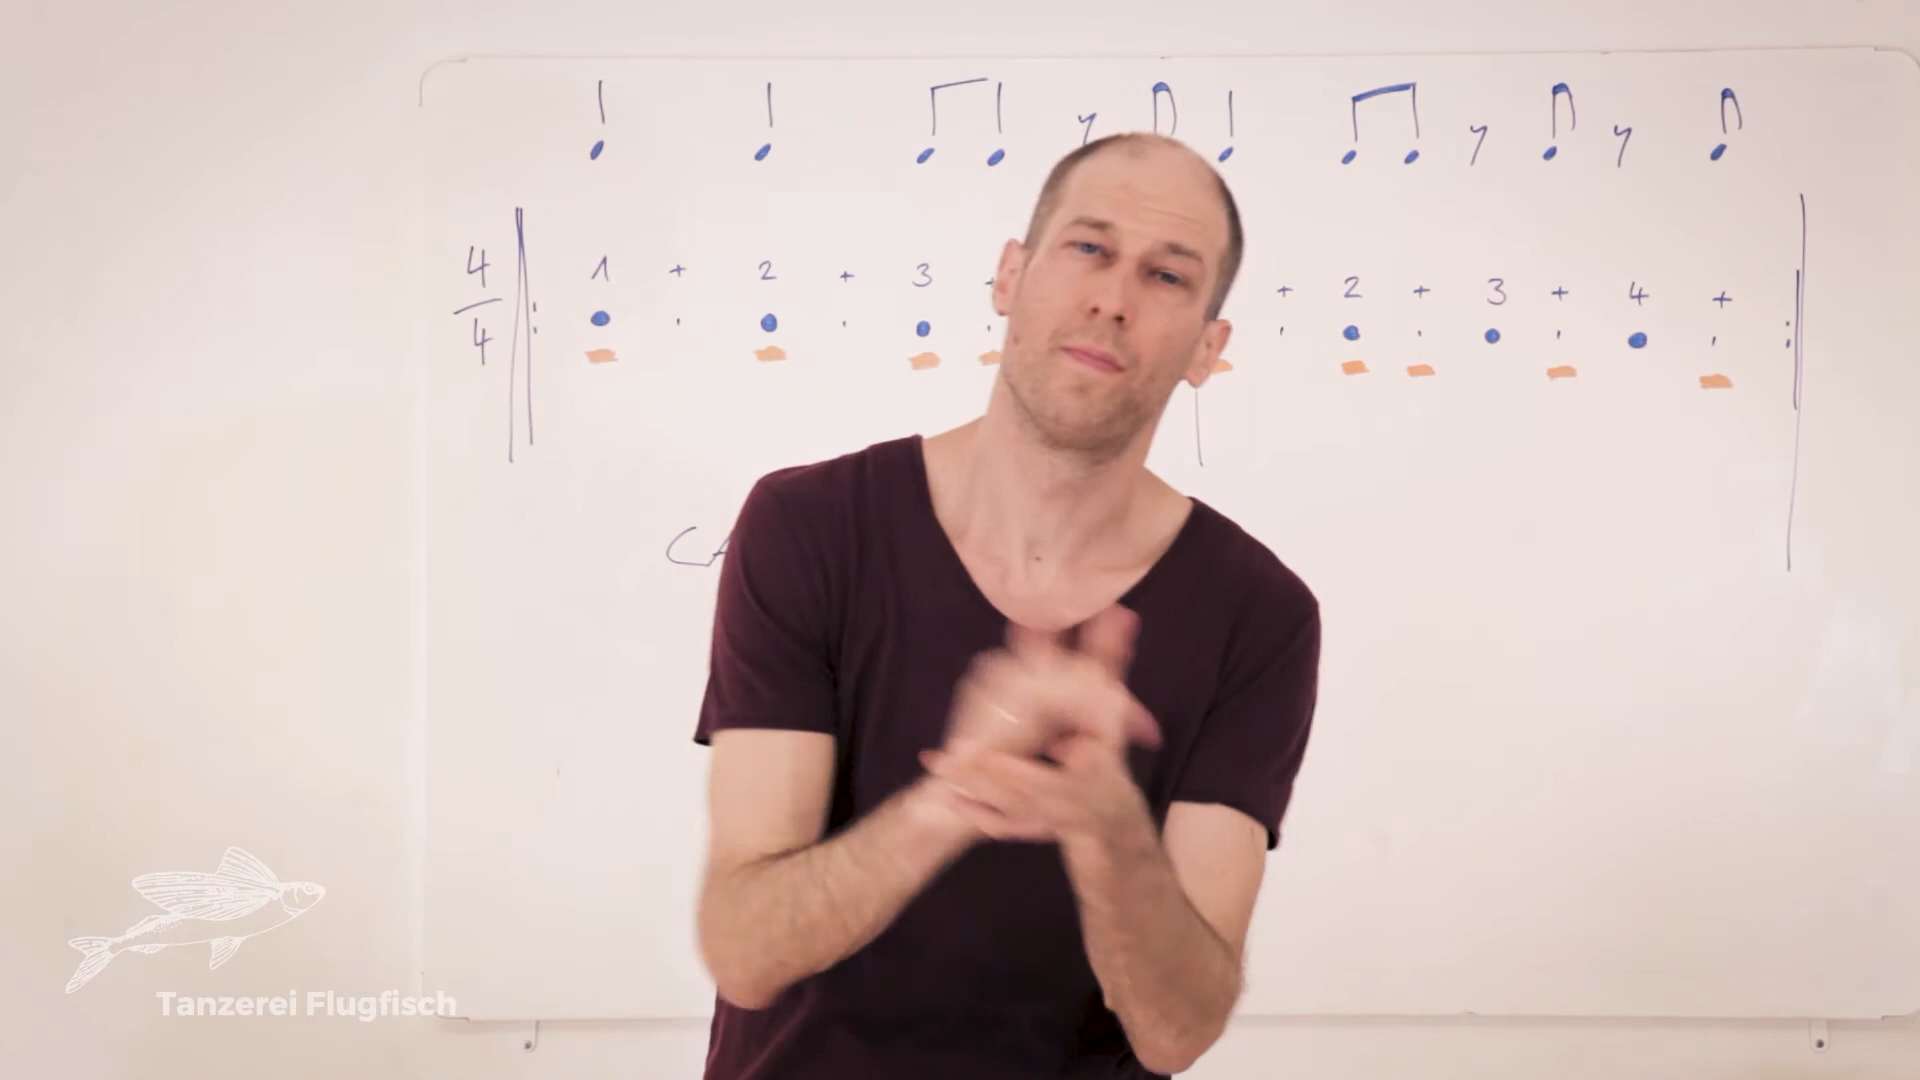 4/4 1 + 2 + 3 + + 2 + 3 + 4 +
Tanzerei Flugfisch